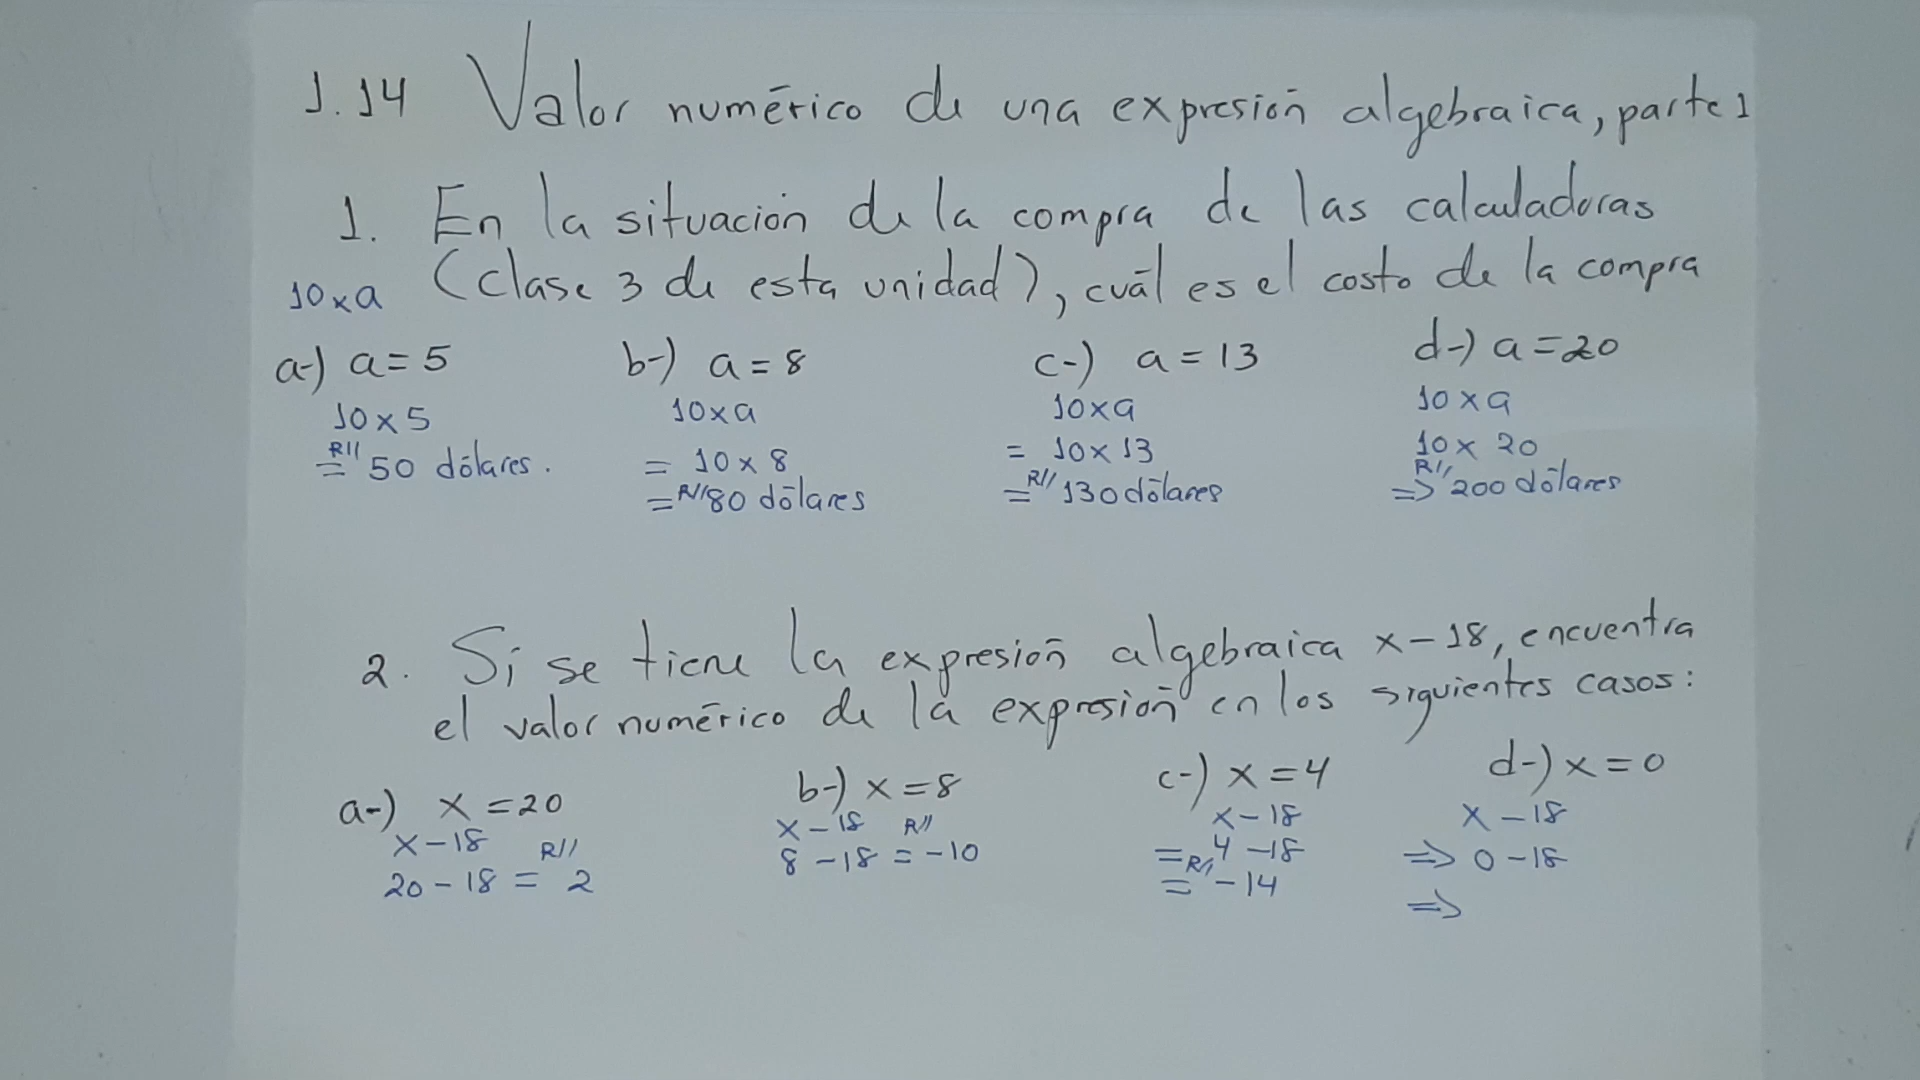 1.14 Valor numérico de una expresión algebraica, parte 1
1. En la situación de la compra de las calculadoras
10xa (clase 3 de esta unidad), cuál es el costo de la compra
a-) a=5 b-) a=8 c-) a=13 d-) a=20
10x5 10xa 10xa 10xa
= R// 50 dólares. = 10x8 = 10x13 10x 20
= R// 80 dólares = R// 130 dólares => R// 200 dólares
2. Si se tiene la expresión algebraica x-18, encuentra
el valor numérico de la expresión en los siguientes casos:
a-) x=20 b-) x=8 c-) x=4 d-) x=0
x-18 R// x-18 R// x-18 x-18
20-18 = 2 8-18 = -10 = 4-18 => 0-18
= R// -14 =>